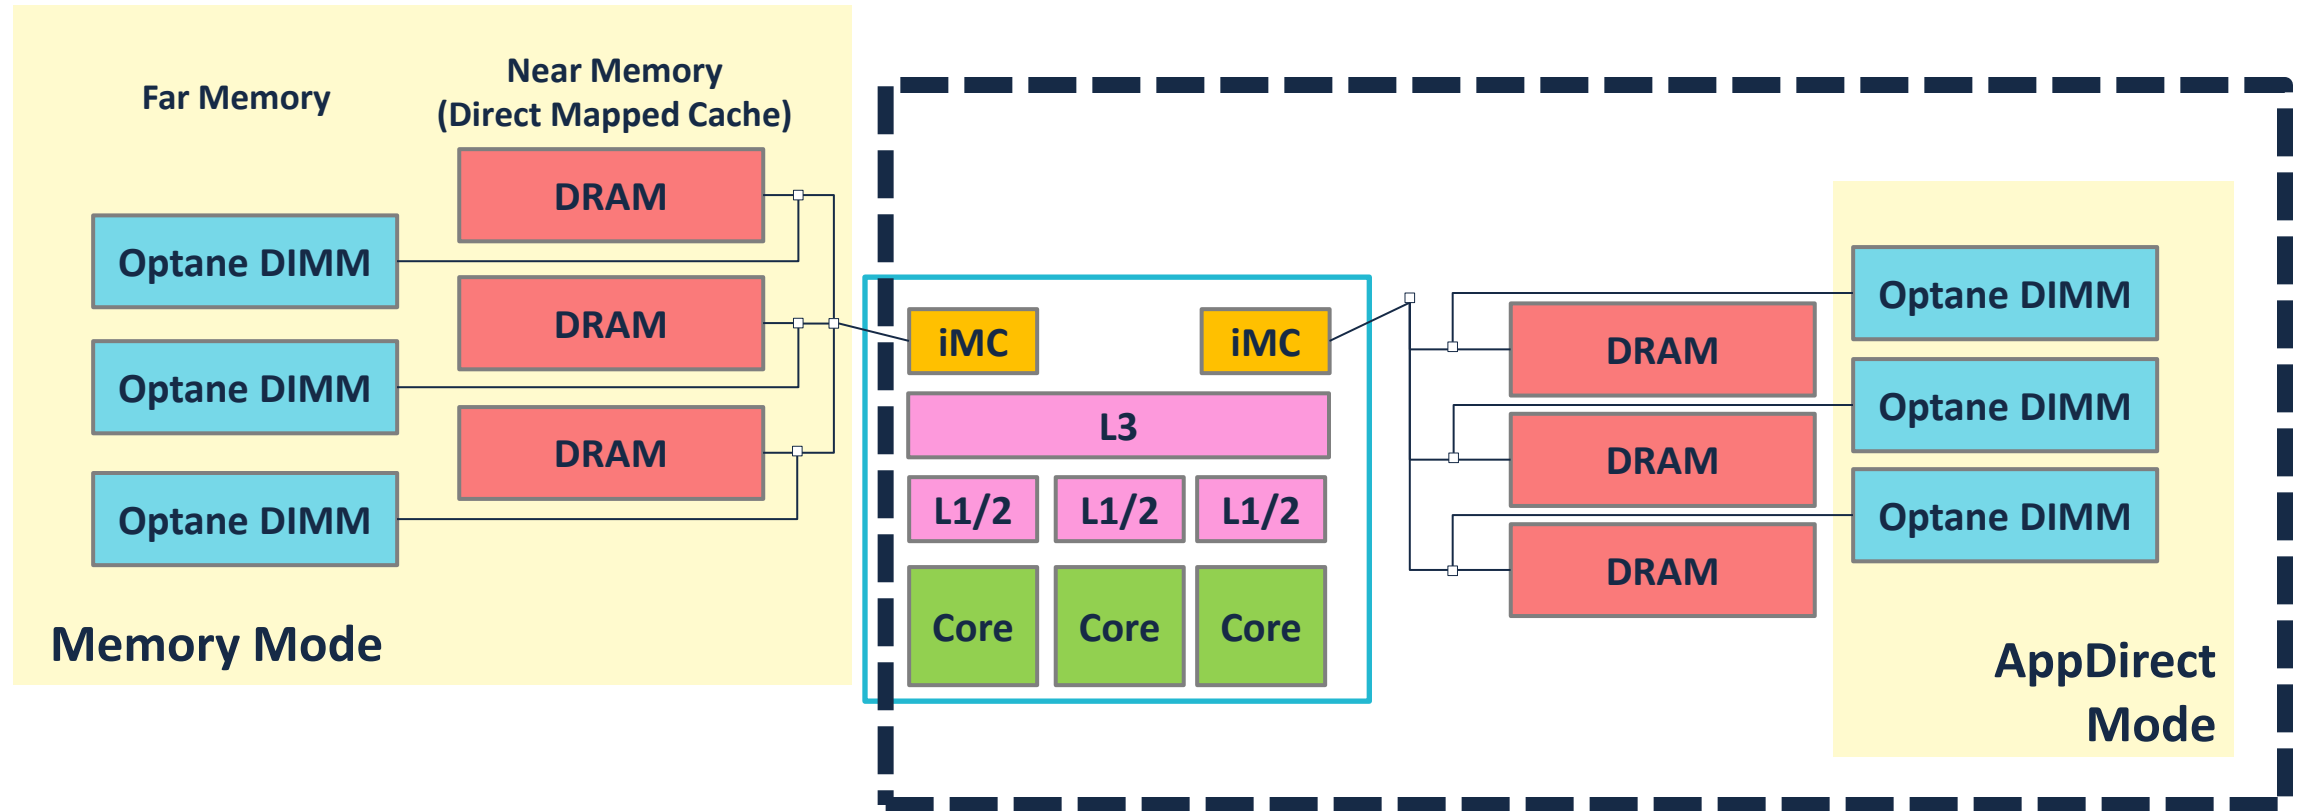 Far Memory
Near Memory
(Direct Mapped Cache)
DRAM
Optane DIMM
DRAM
Optane DIMM
DRAM
Optane DIMM
Memory Mode
iMC
iMC
L3
L1/2
L1/2
L1/2
Core
Core
Core
Optane DIMM
DRAM
Optane DIMM
DRAM
Optane DIMM
DRAM
AppDirect
Mode